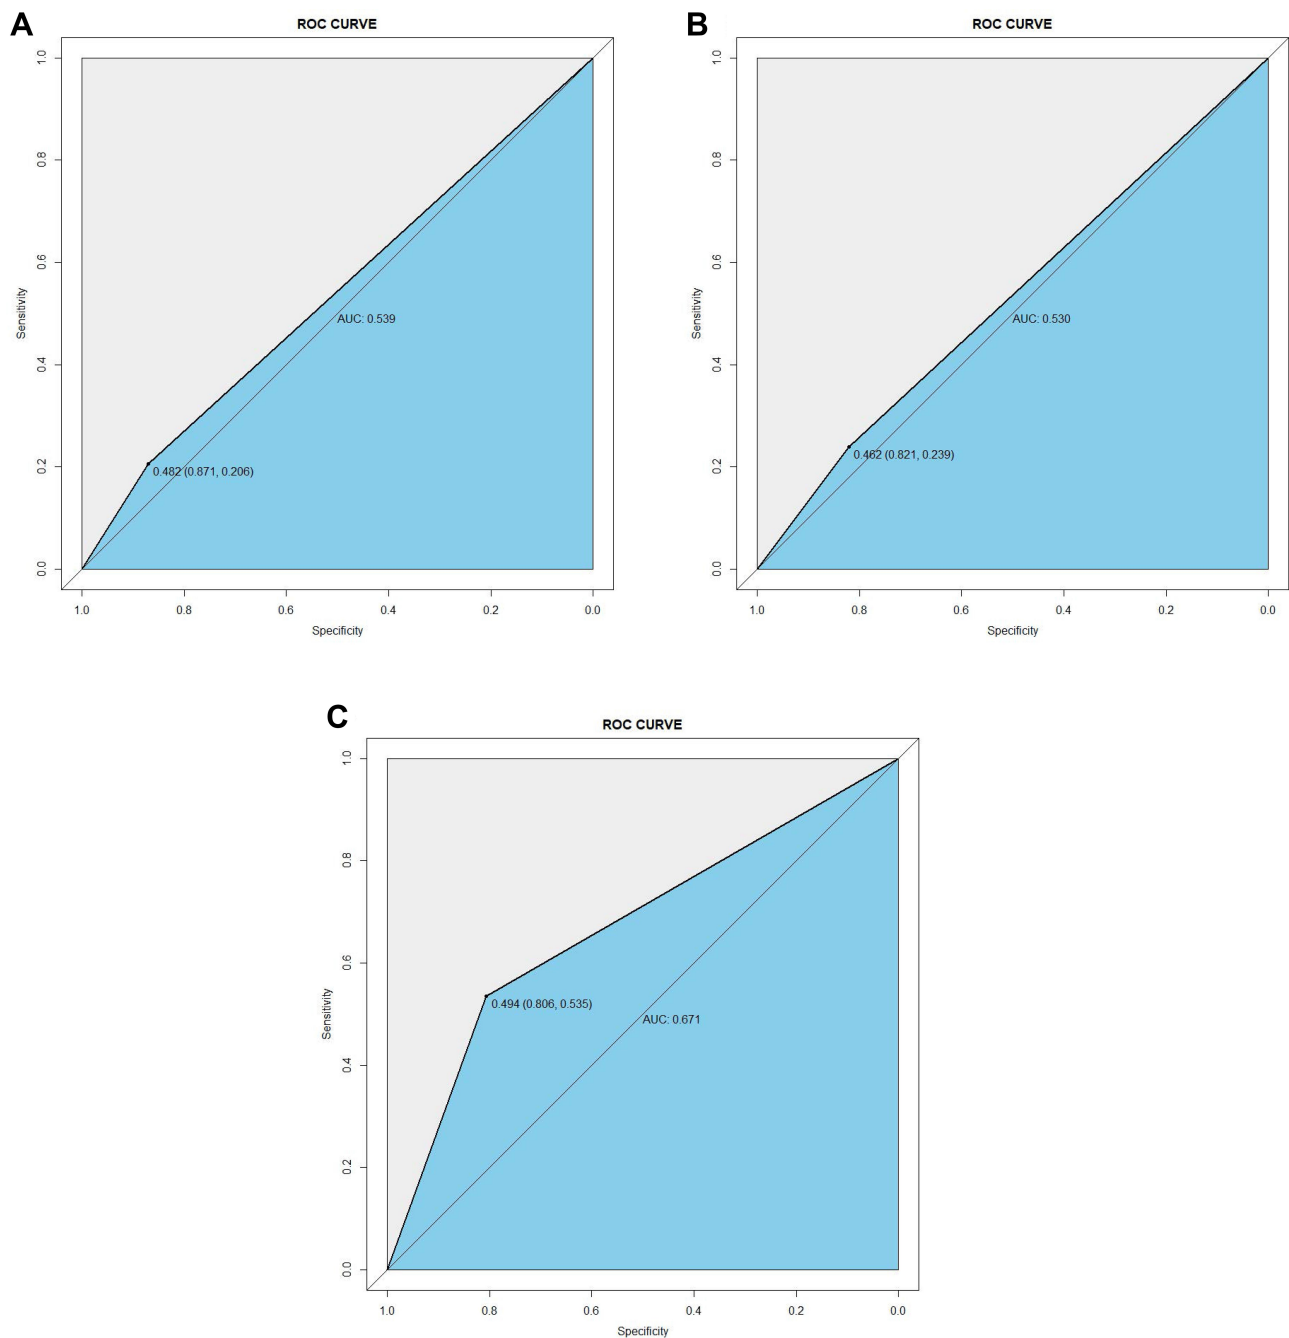 A
ROC CURVE
1.0
0.8
0.6
0.4
0.2
0.0
Sensitivity
AUC: 0.539
0.482 (0.871, 0.206)
1.0 0.8 0.6 0.4 0.2 0.0
Specificity
B
ROC CURVE
1.0
0.8
0.6
0.4
0.2
0.0
Sensitivity
AUC: 0.530
0.462 (0.821, 0.239)
1.0 0.8 0.6 0.4 0.2 0.0
Specificity
C
ROC CURVE
1.0
0.8
0.6
0.4
0.2
0.0
Sensitivity
0.494 (0.806, 0.535)
AUC: 0.671
1.0 0.8 0.6 0.4 0.2 0.0
Specificity